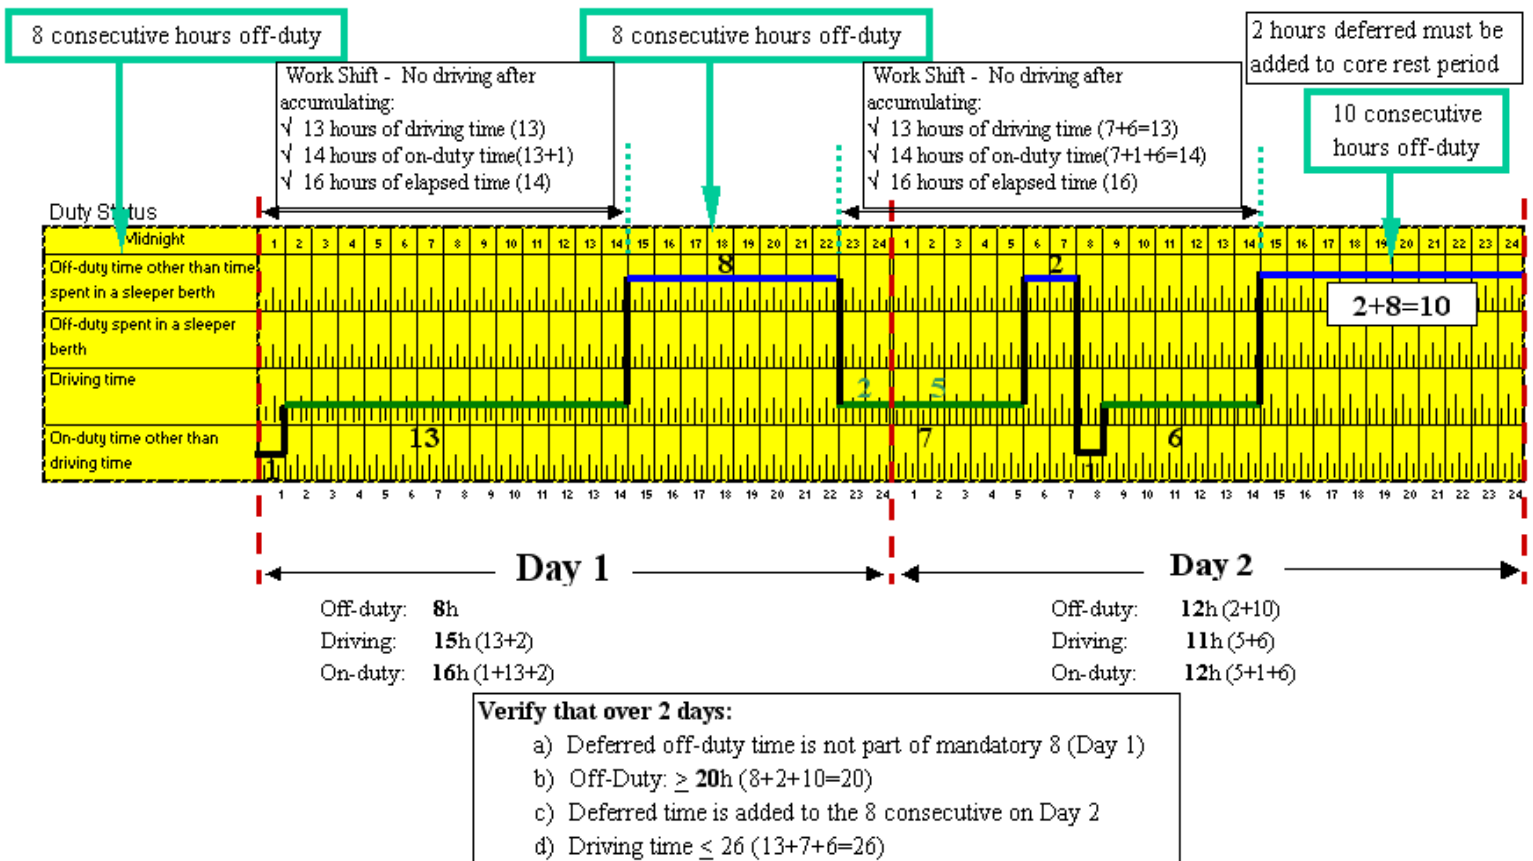 8 consecutive hours off-duty
8 consecutive hours off-duty
2 hours deferred must be
added to core rest period
Work Shift - No driving after
accumulating:
√ 13 hours of driving time (13)
√ 14 hours of on-duty time(13+1)
√ 16 hours of elapsed time (14)
Work Shift - No driving after
accumulating:
√ 13 hours of driving time (7+6=13)
√ 14 hours of on-duty time(7+1+6=14)
√ 16 hours of elapsed time (16)
10 consecutive
hours off-duty
Duty Status
Midnight
1 2 3 4 5 6 7 8 9 10 11 12 13 14 15 16 17 18 19 20 21 22 23 24 1 2 3 4 5 6 7 8 9 10 11 12 13 14 15 16 17 18 19 20 21 22 23 24
Off-duty time other than time
spent in a sleeper berth
8
2
2+8=10
Off-duty spent in a sleeper
berth
Driving time
2
5
On-duty time other than
driving time
1
13
7
1
6
1 2 3 4 5 6 7 8 9 10 11 12 13 14 15 16 17 18 19 20 21 22 23 24 1 2 3 4 5 6 7 8 9 10 11 12 13 14 15 16 17 18 19 20 21 22 23 24
Day 1
Day 2
Off-duty: 8h
Driving: 15h (13+2)
On-duty: 16h (1+13+2)
Off-duty: 12h (2+10)
Driving: 11h (5+6)
On-duty: 12h (5+1+6)
Verify that over 2 days:
a) Deferred off-duty time is not part of mandatory 8 (Day 1)
b) Off-Duty: ≥ 20h (8+2+10=20)
c) Deferred time is added to the 8 consecutive on Day 2
d) Driving time ≤ 26 (13+7+6=26)